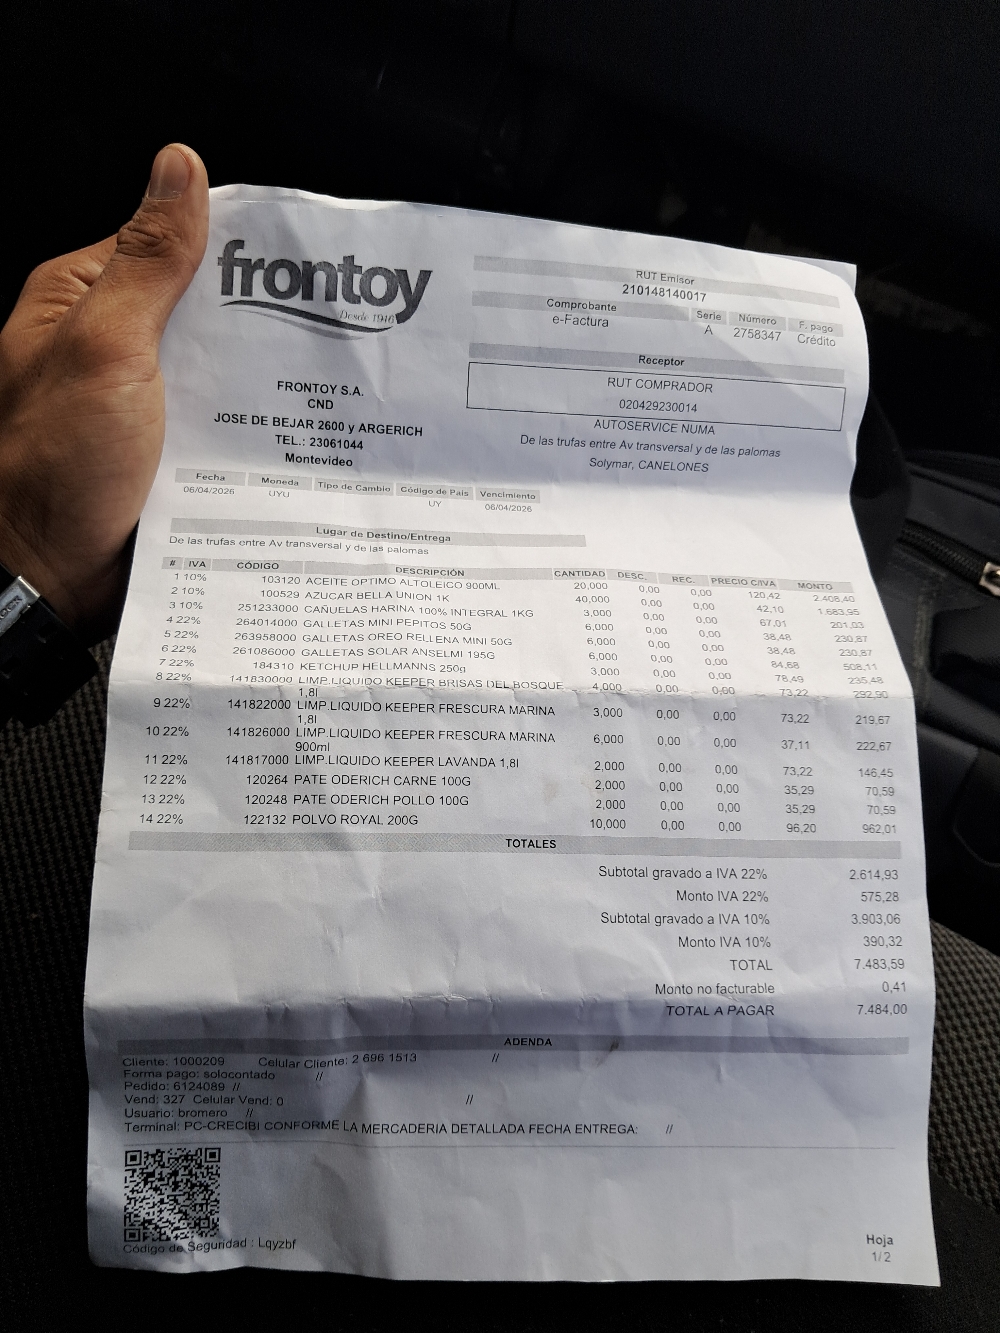 frontoy
Desde 1946
RUT Emisor
210148140017
Comprobante Serie Número F. pago
e-Factura A 2758347 Crédito
Receptor
RUT COMPRADOR
020429230014
AUTOSERVICE NUMA
De las trufas entre Av transversal y de las palomas
Solymar, CANELONES
FRONTOY S.A.
CND
JOSE DE BEJAR 2600 y ARGERICH
TEL.: 23061044
Montevideo
Fecha Moneda Tipo de Cambio Código de País Vencimiento
06/04/2026 UYU UY 06/04/2026
Lugar de Destino/Entrega
De las trufas entre Av transversal y de las palomas
# IVA CÓDIGO DESCRIPCIÓN CANTIDAD DESC. REC. PRECIO C/IVA MONTO
1 10% 103120 ACEITE OPTIMO ALTOLEICO 900ML 20,000 0,00 0,00 120,42 2.408,40
2 10% 100529 AZUCAR BELLA UNION 1K 40,000 0,00 0,00 42,10 1.683,95
3 10% 251233000 CAÑUELAS HARINA 100% INTEGRAL 1KG 3,000 0,00 0,00 67,01 201,03
4 22% 264014000 GALLETAS MINI PEPITOS 50G 6,000 0,00 0,00 38,48 230,87
5 22% 263958000 GALLETAS OREO RELLENA MINI 50G 6,000 0,00 0,00 38,48 230,87
6 22% 261086000 GALLETAS SOLAR ANSELMI 195G 6,000 0,00 0,00 84,68 508,11
7 22% 184310 KETCHUP HELLMANNS 250g 3,000 0,00 0,00 78,49 235,48
8 22% 141830000 LIMP.LIQUIDO KEEPER BRISAS DEL BOSQUE 4,000 0,00 0,00 73,22 292,90
1,8l
9 22% 141822000 LIMP.LIQUIDO KEEPER FRESCURA MARINA 3,000 0,00 0,00 73,22 219,67
1,8l
10 22% 141826000 LIMP.LIQUIDO KEEPER FRESCURA MARINA 6,000 0,00 0,00 37,11 222,67
900ml
11 22% 141817000 LIMP.LIQUIDO KEEPER LAVANDA 1,8l 2,000 0,00 0,00 73,22 146,45
12 22% 120264 PATE ODERICH CARNE 100G 2,000 0,00 0,00 35,29 70,59
13 22% 120248 PATE ODERICH POLLO 100G 2,000 0,00 0,00 35,29 70,59
14 22% 122132 POLVO ROYAL 200G 10,000 0,00 0,00 96,20 962,01
TOTALES
Subtotal gravado a IVA 22% 2.614,93
Monto IVA 22% 575,28
Subtotal gravado a IVA 10% 3.903,06
Monto IVA 10% 390,32
TOTAL 7.483,59
Monto no facturable 0,41
TOTAL A PAGAR 7.484,00
ADENDA
Cliente: 1000209 Celular Cliente: 2 696 1513 //
Forma pago: solocontado //
Pedido: 6124089 //
Vend: 327 Celular Vend: 0 //
Usuario: bromero //
Terminal: PC-CRECIBI CONFORME LA MERCADERIA DETALLADA FECHA ENTREGA: //
Código de Seguridad : Lqyzbf
Hoja
1/2